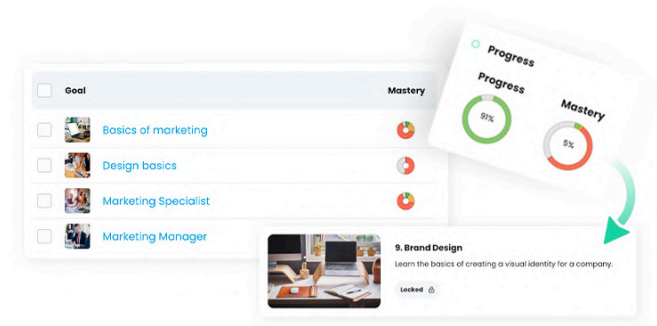 Goal Mastery
Basics of marketing
Design basics
Marketing Specialist
Marketing Manager
Progress
Progress
91%
Mastery
5%
9. Brand Design
Learn the basics of creating a visual identity for a company.
Locked